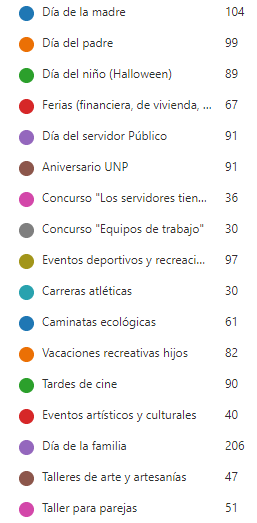 Día de la madre 104
Día del padre 99
Día del niño (Halloween) 89
Ferias (financiera, de vivienda, ... 67
Día del servidor Público 91
Aniversario UNP 91
Concurso "Los servidores tien... 36
Concurso "Equipos de trabajo" 30
Eventos deportivos y recreaci... 97
Carreras atléticas 30
Caminatas ecológicas 61
Vacaciones recreativas hijos 82
Tardes de cine 90
Eventos artísticos y culturales 40
Día de la familia 206
Talleres de arte y artesanías 47
Taller para parejas 51